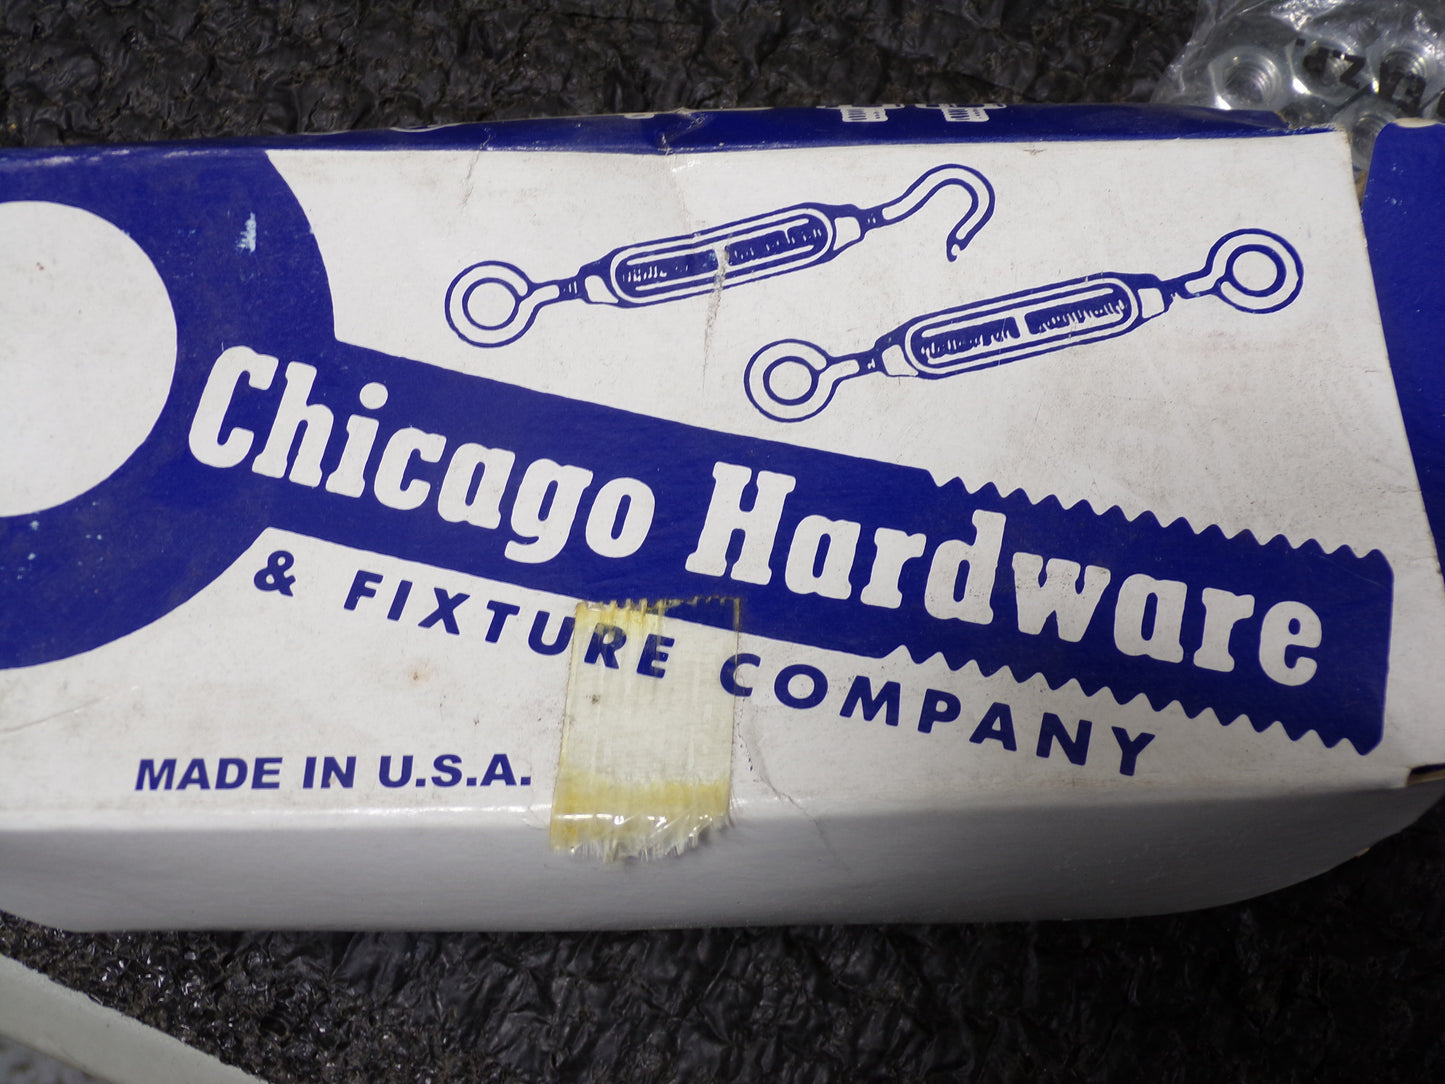 Chicago Hardware
& FIXTURE COMPANY
MADE IN U.S.A.